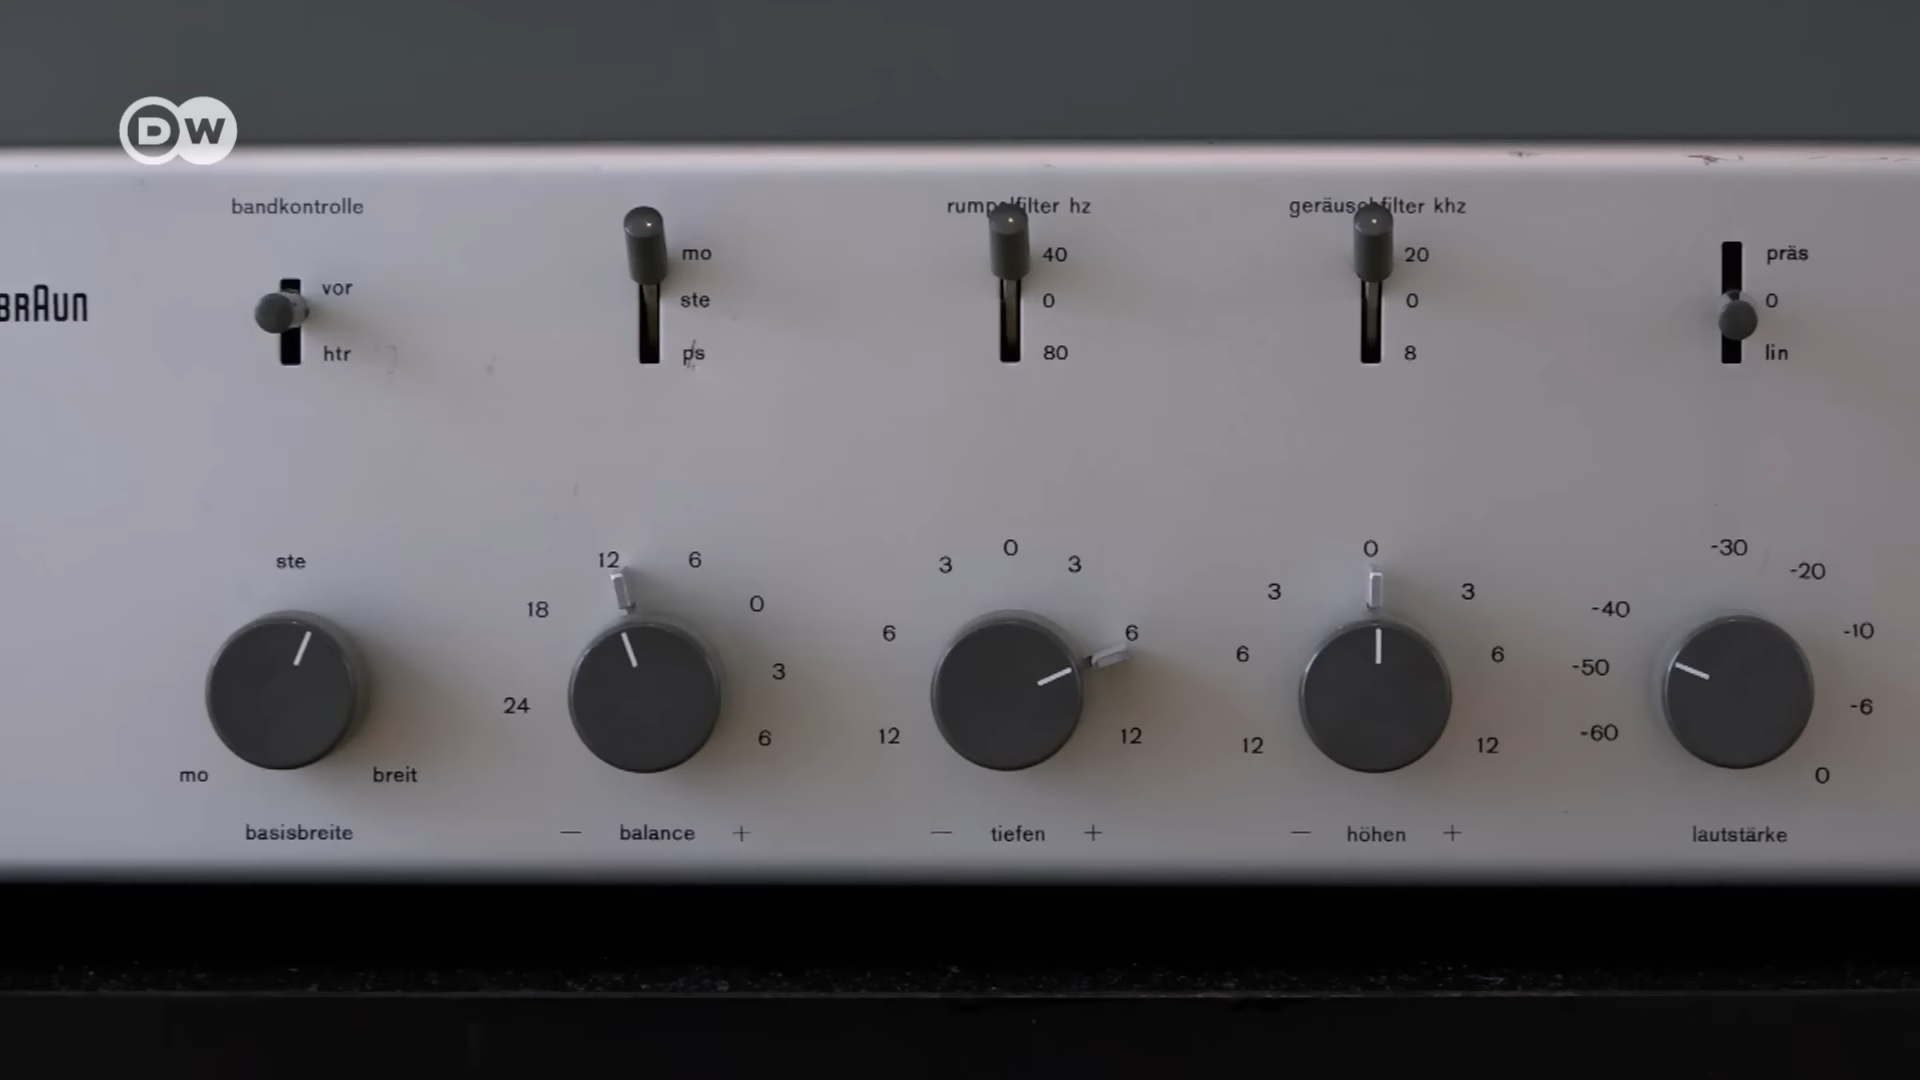 DW
bandkontrolle
rumpelfilter hz
geräuschfilter khz
mo
40
20
präs
vor
ste
0
0
0
BRAUN
htr
ps
80
8
lin
ste
12 6
3 0 3
0
-30
-20
18
0
3
3
-40
6
6
-10
6
6
-50
3
24
-6
12
12
-60
6
12
12
mo
breit
0
basisbreite
— balance +
— tiefen +
— höhen +
lautstärke